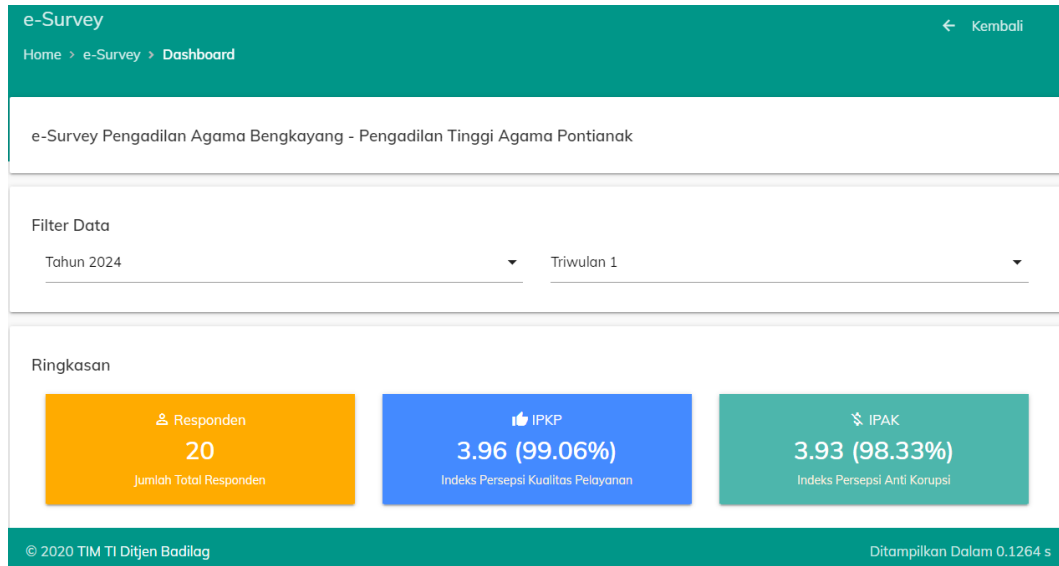 e-Survey
Kembali
Home > e-Survey > Dashboard
e-Survey Pengadilan Agama Bengkayang - Pengadilan Tinggi Agama Pontianak
Filter Data
Tahun 2024
Triwulan 1
Ringkasan
Responden
20
Jumlah Total Responden
IPKP
3.96 (99.06%)
Indeks Persepsi Kualitas Pelayanan
IPAK
3.93 (98.33%)
Indeks Persepsi Anti Korupsi
© 2020 TIM TI Ditjen Badilag
Ditampilkan Dalam 0.1264 s